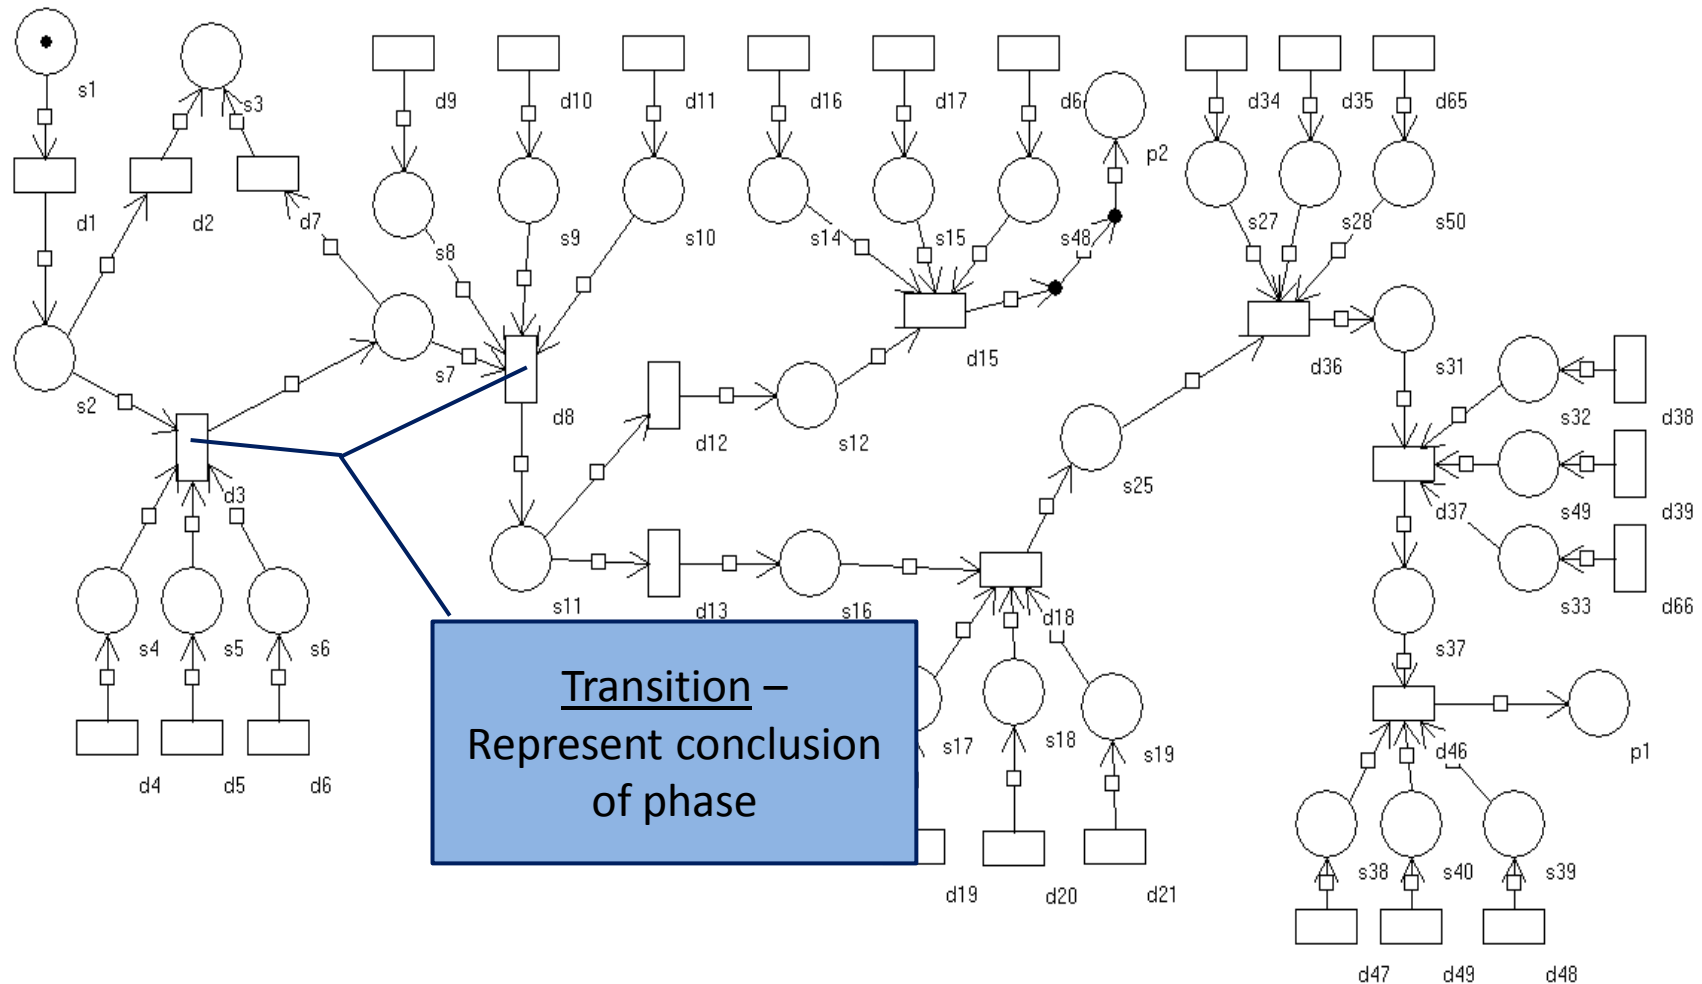 s1
s3
d9
d10
d11
d16
d17
d6
d34
d35
d65
p2
d1
d2
d7
s8
s9
s10
s14
s15
s48
s27
s28
s50
s2
s7
d8
d15
d36
s31
d12
s12
s32
d38
d3
s25
d37
s49
d39
s11
d13
s16
d18
s33
d66
s4
s5
s6
s37
Transition –
Represent conclusion
of phase
s17
s18
s19
d46
p1
d4
d5
d6
s38
s40
s39
d19
d20
d21
d47
d49
d48